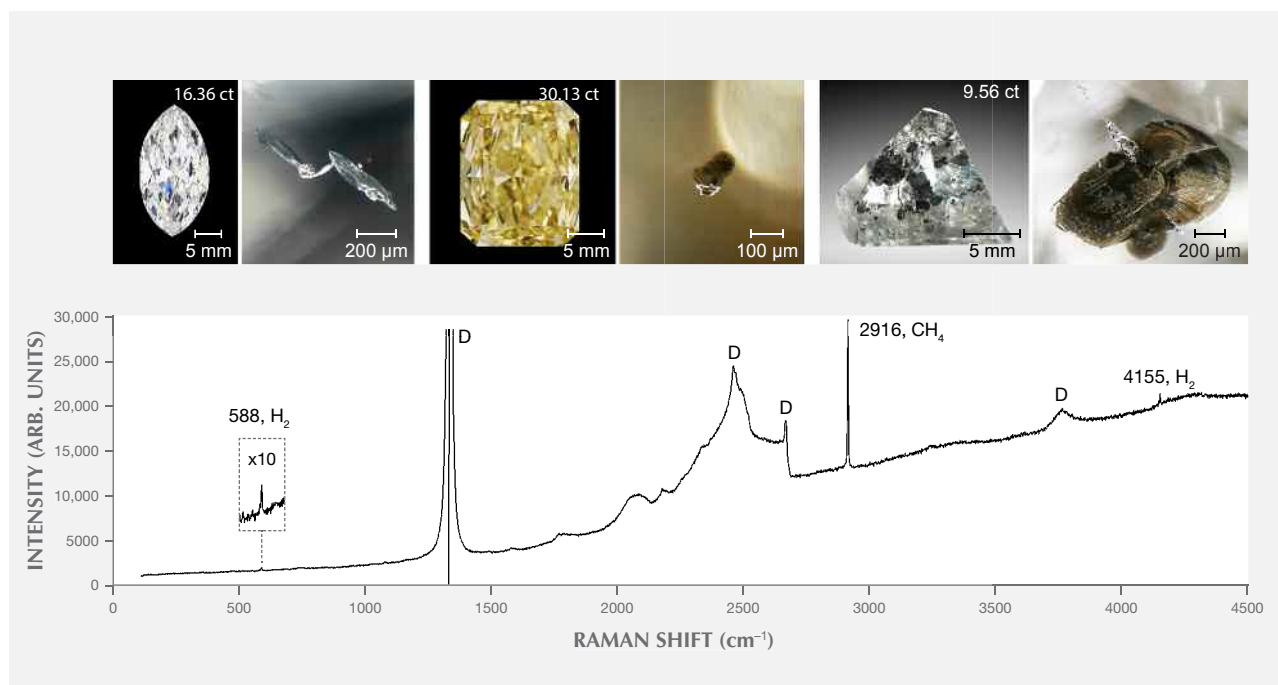 16.36 ct
5 mm
200 µm
30.13 ct
5 mm
100 µm
9.56 ct
5 mm
200 µm
INTENSITY (ARB. UNITS)
30,000
25,000
20,000
15,000
10,000
5000
0
588, H₂
x10
D
D
D
2916, CH₄
D
4155, H₂
0
500
1000
1500
2000
2500
3000
3500
4000
4500
RAMAN SHIFT (cm⁻¹)